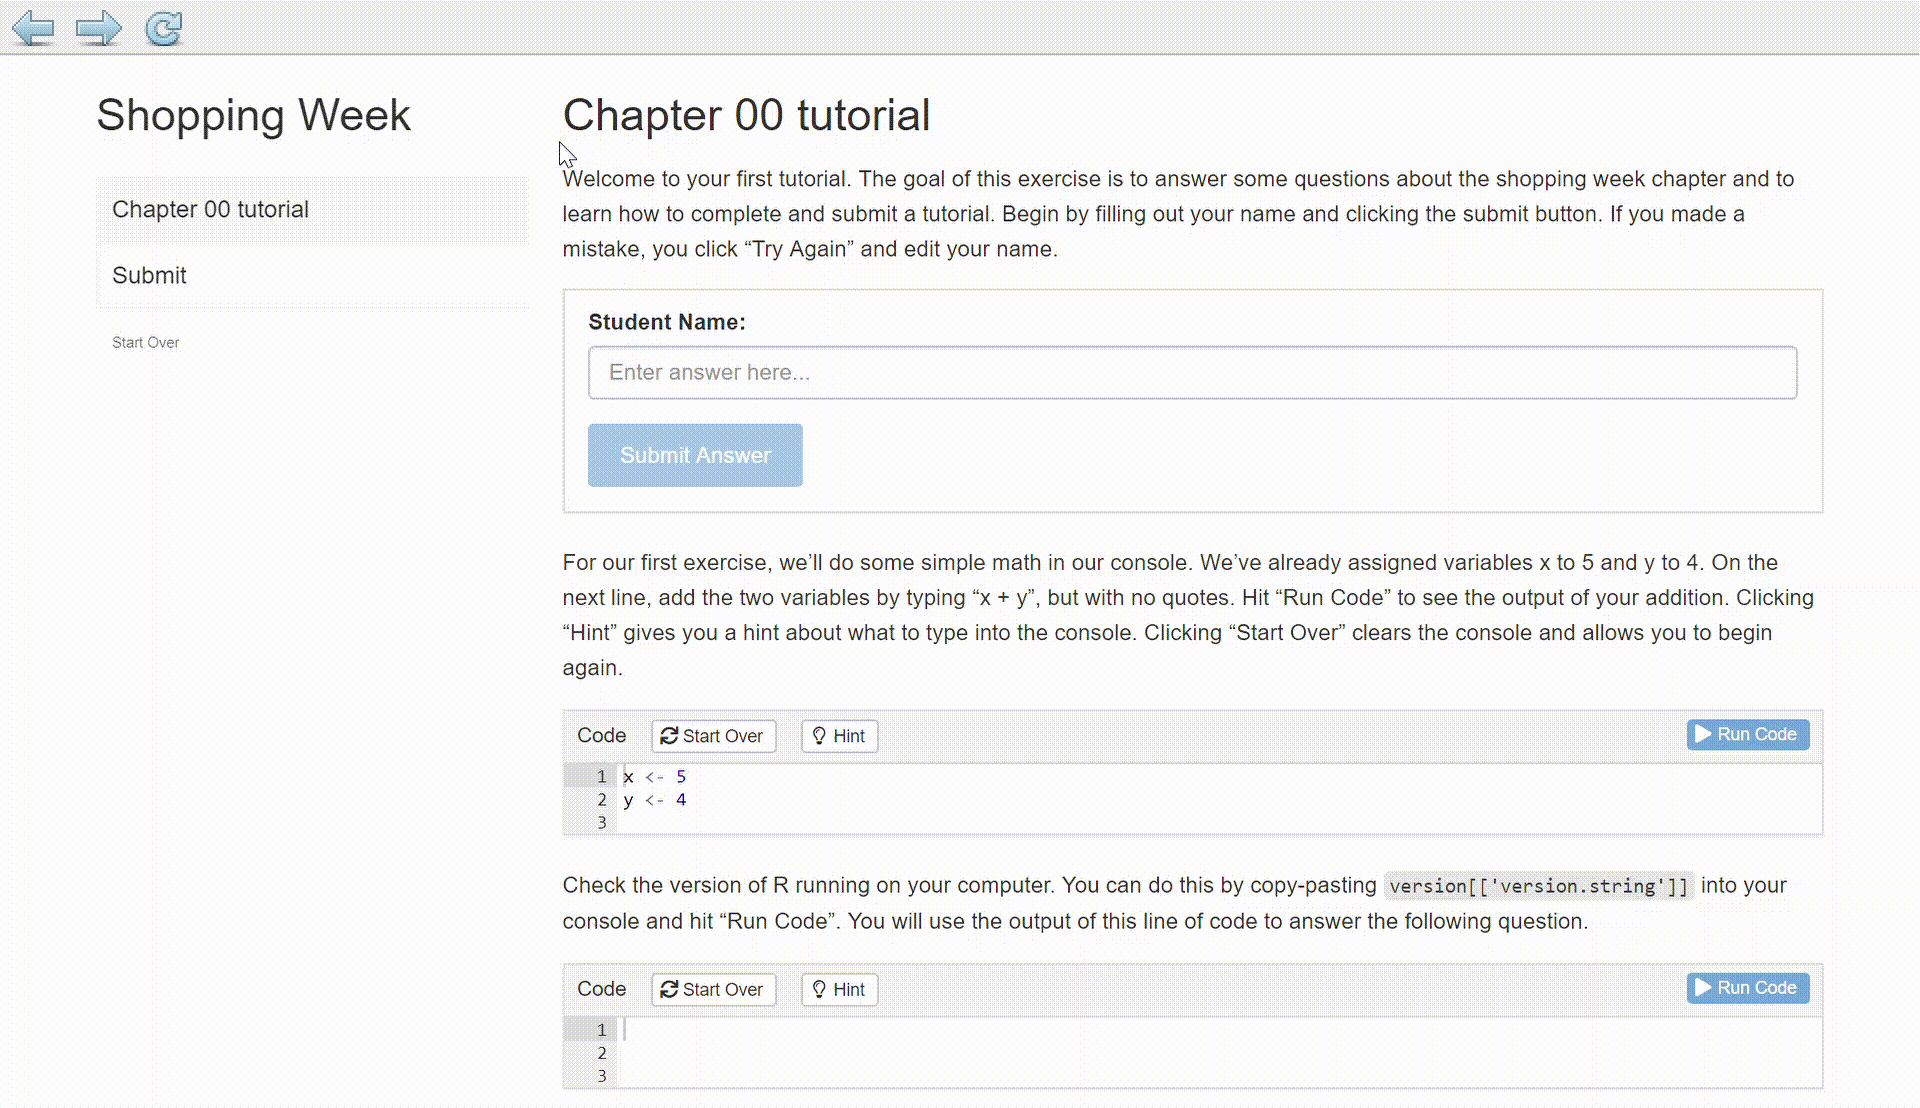 Shopping Week
Chapter 00 tutorial
Submit
Start Over
Chapter 00 tutorial
Welcome to your first tutorial. The goal of this exercise is to answer some questions about the shopping week chapter and to
learn how to complete and submit a tutorial. Begin by filling out your name and clicking the submit button. If you made a
mistake, you click “Try Again” and edit your name.
Student Name:
Enter answer here...
Submit Answer
For our first exercise, we’ll do some simple math in our console. We’ve already assigned variables x to 5 and y to 4. On the
next line, add the two variables by typing “x + y”, but with no quotes. Hit “Run Code” to see the output of your addition. Clicking
“Hint” gives you a hint about what to type into the console. Clicking “Start Over” clears the console and allows you to begin
again.
Code Start Over Hint Run Code
1 x <- 5
2 y <- 4
3
Check the version of R running on your computer. You can do this by copy-pasting version[['version.string']] into your
console and hit “Run Code”. You will use the output of this line of code to answer the following question.
Code Start Over Hint Run Code
1
2
3